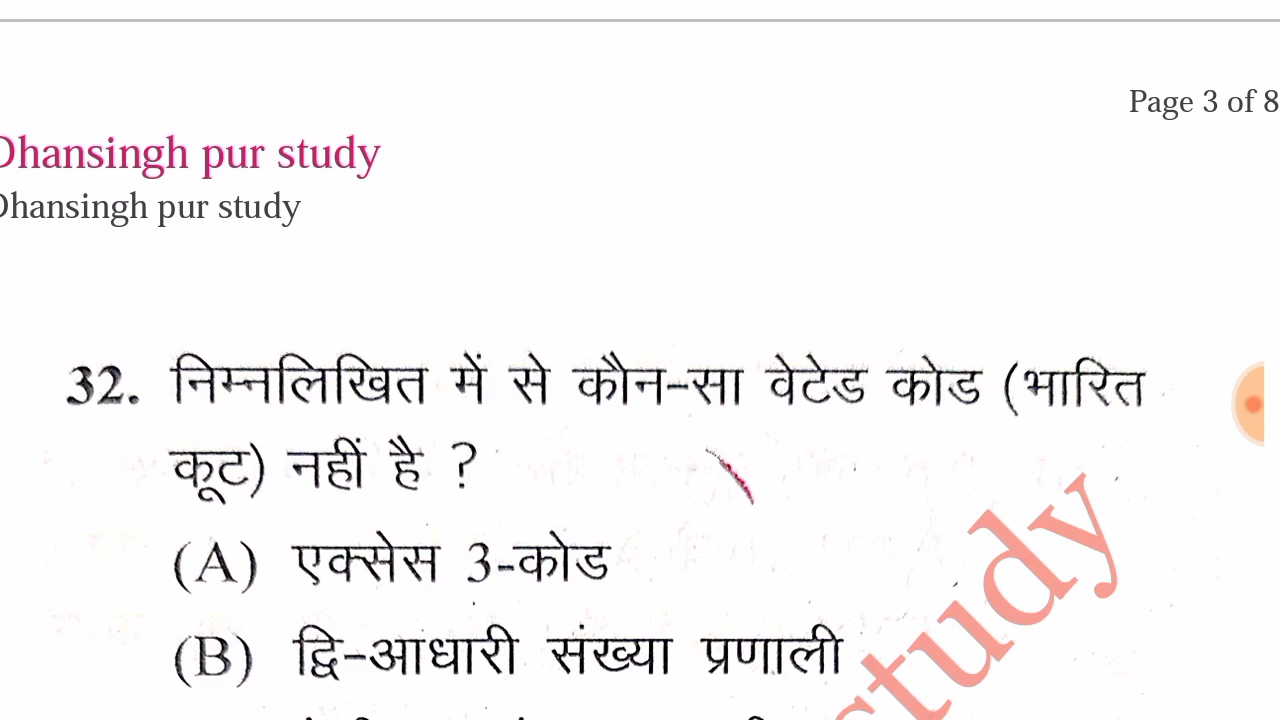 Page 3 of 8
Dhansingh pur study
Dhansingh pur study
32. निम्नलिखित में से कौन-सा वेटेड कोड (भारित
कूट) नहीं है ?
(A) एक्सेस 3-कोड
(B) द्वि-आधारी संख्या प्रणाली
study